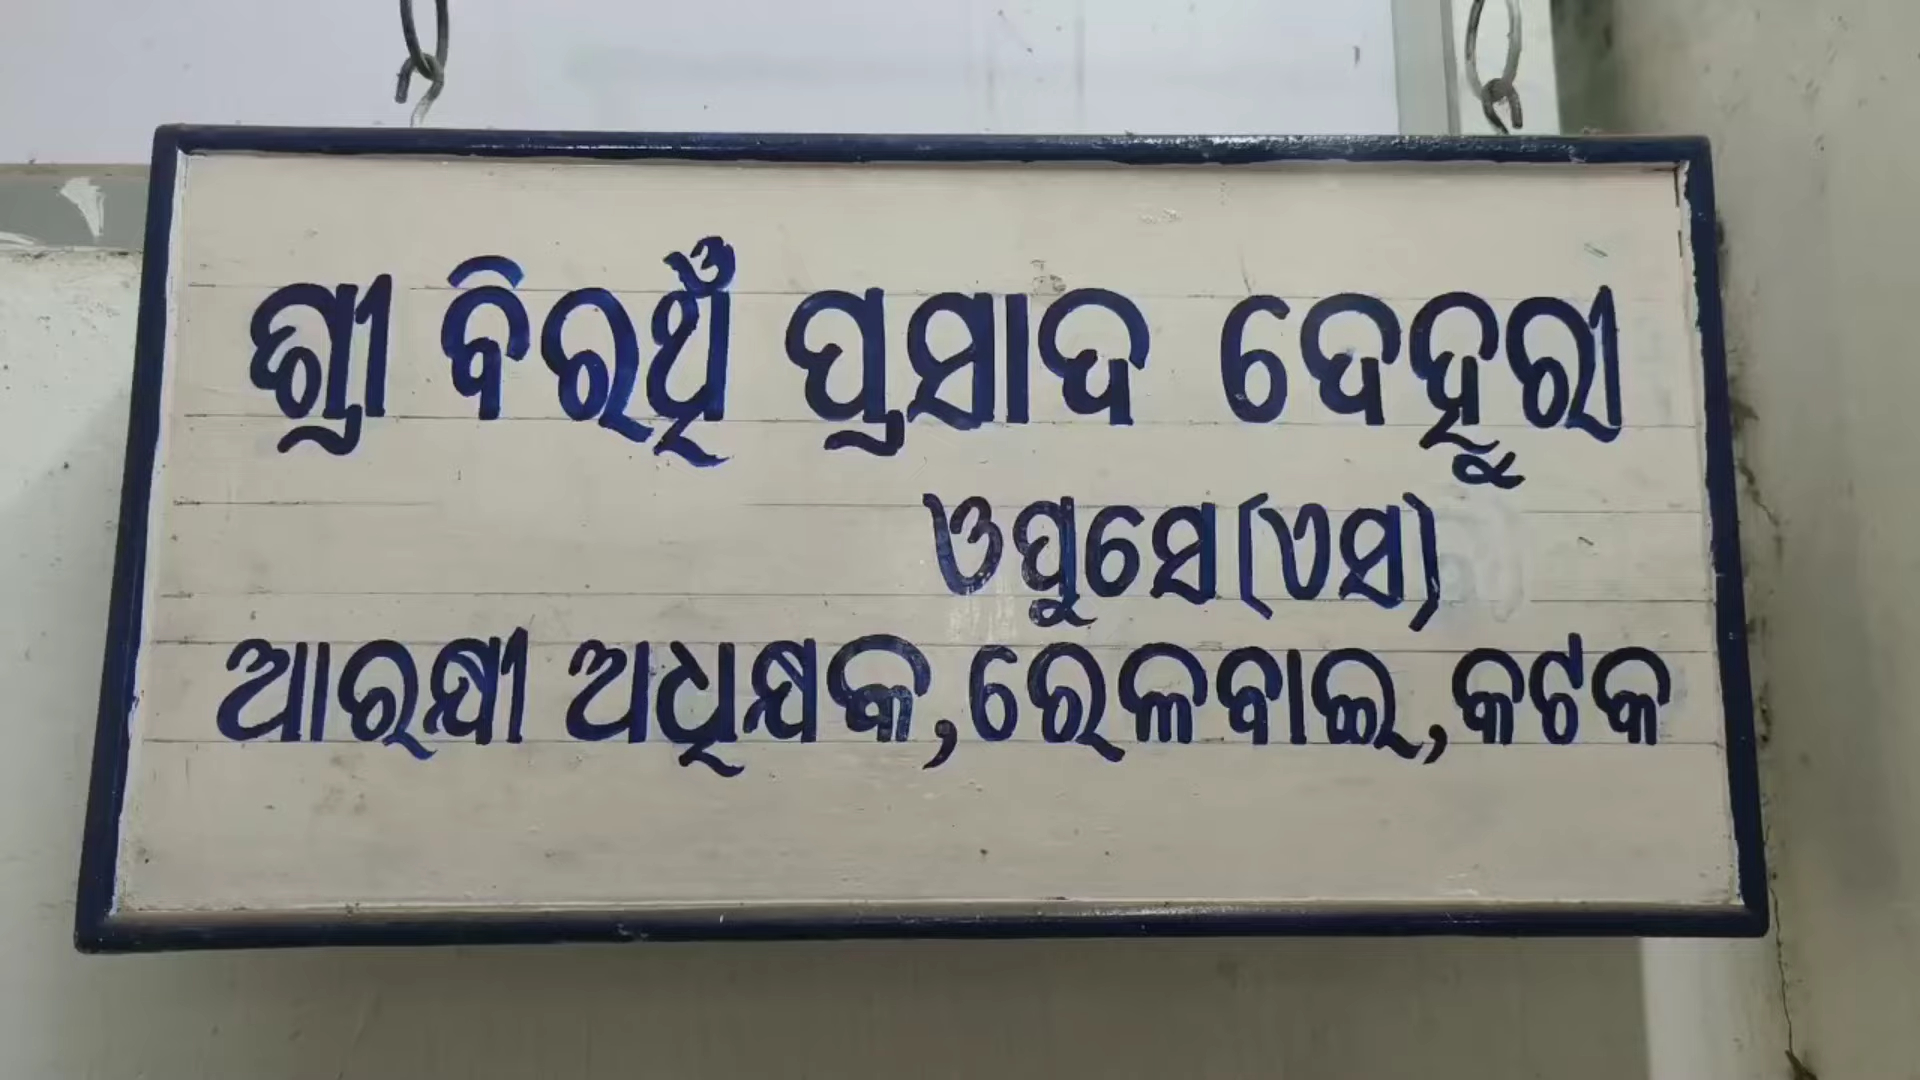 ଶ୍ରୀ ବିରଞ୍ଚି ପ୍ରସାଦ ଦେହୁରୀ
ଓପୁସେ(ଏସ)
ଆରକ୍ଷୀ ଅଧିକ୍ଷକ,ରେଳବାଇ,କଟକ